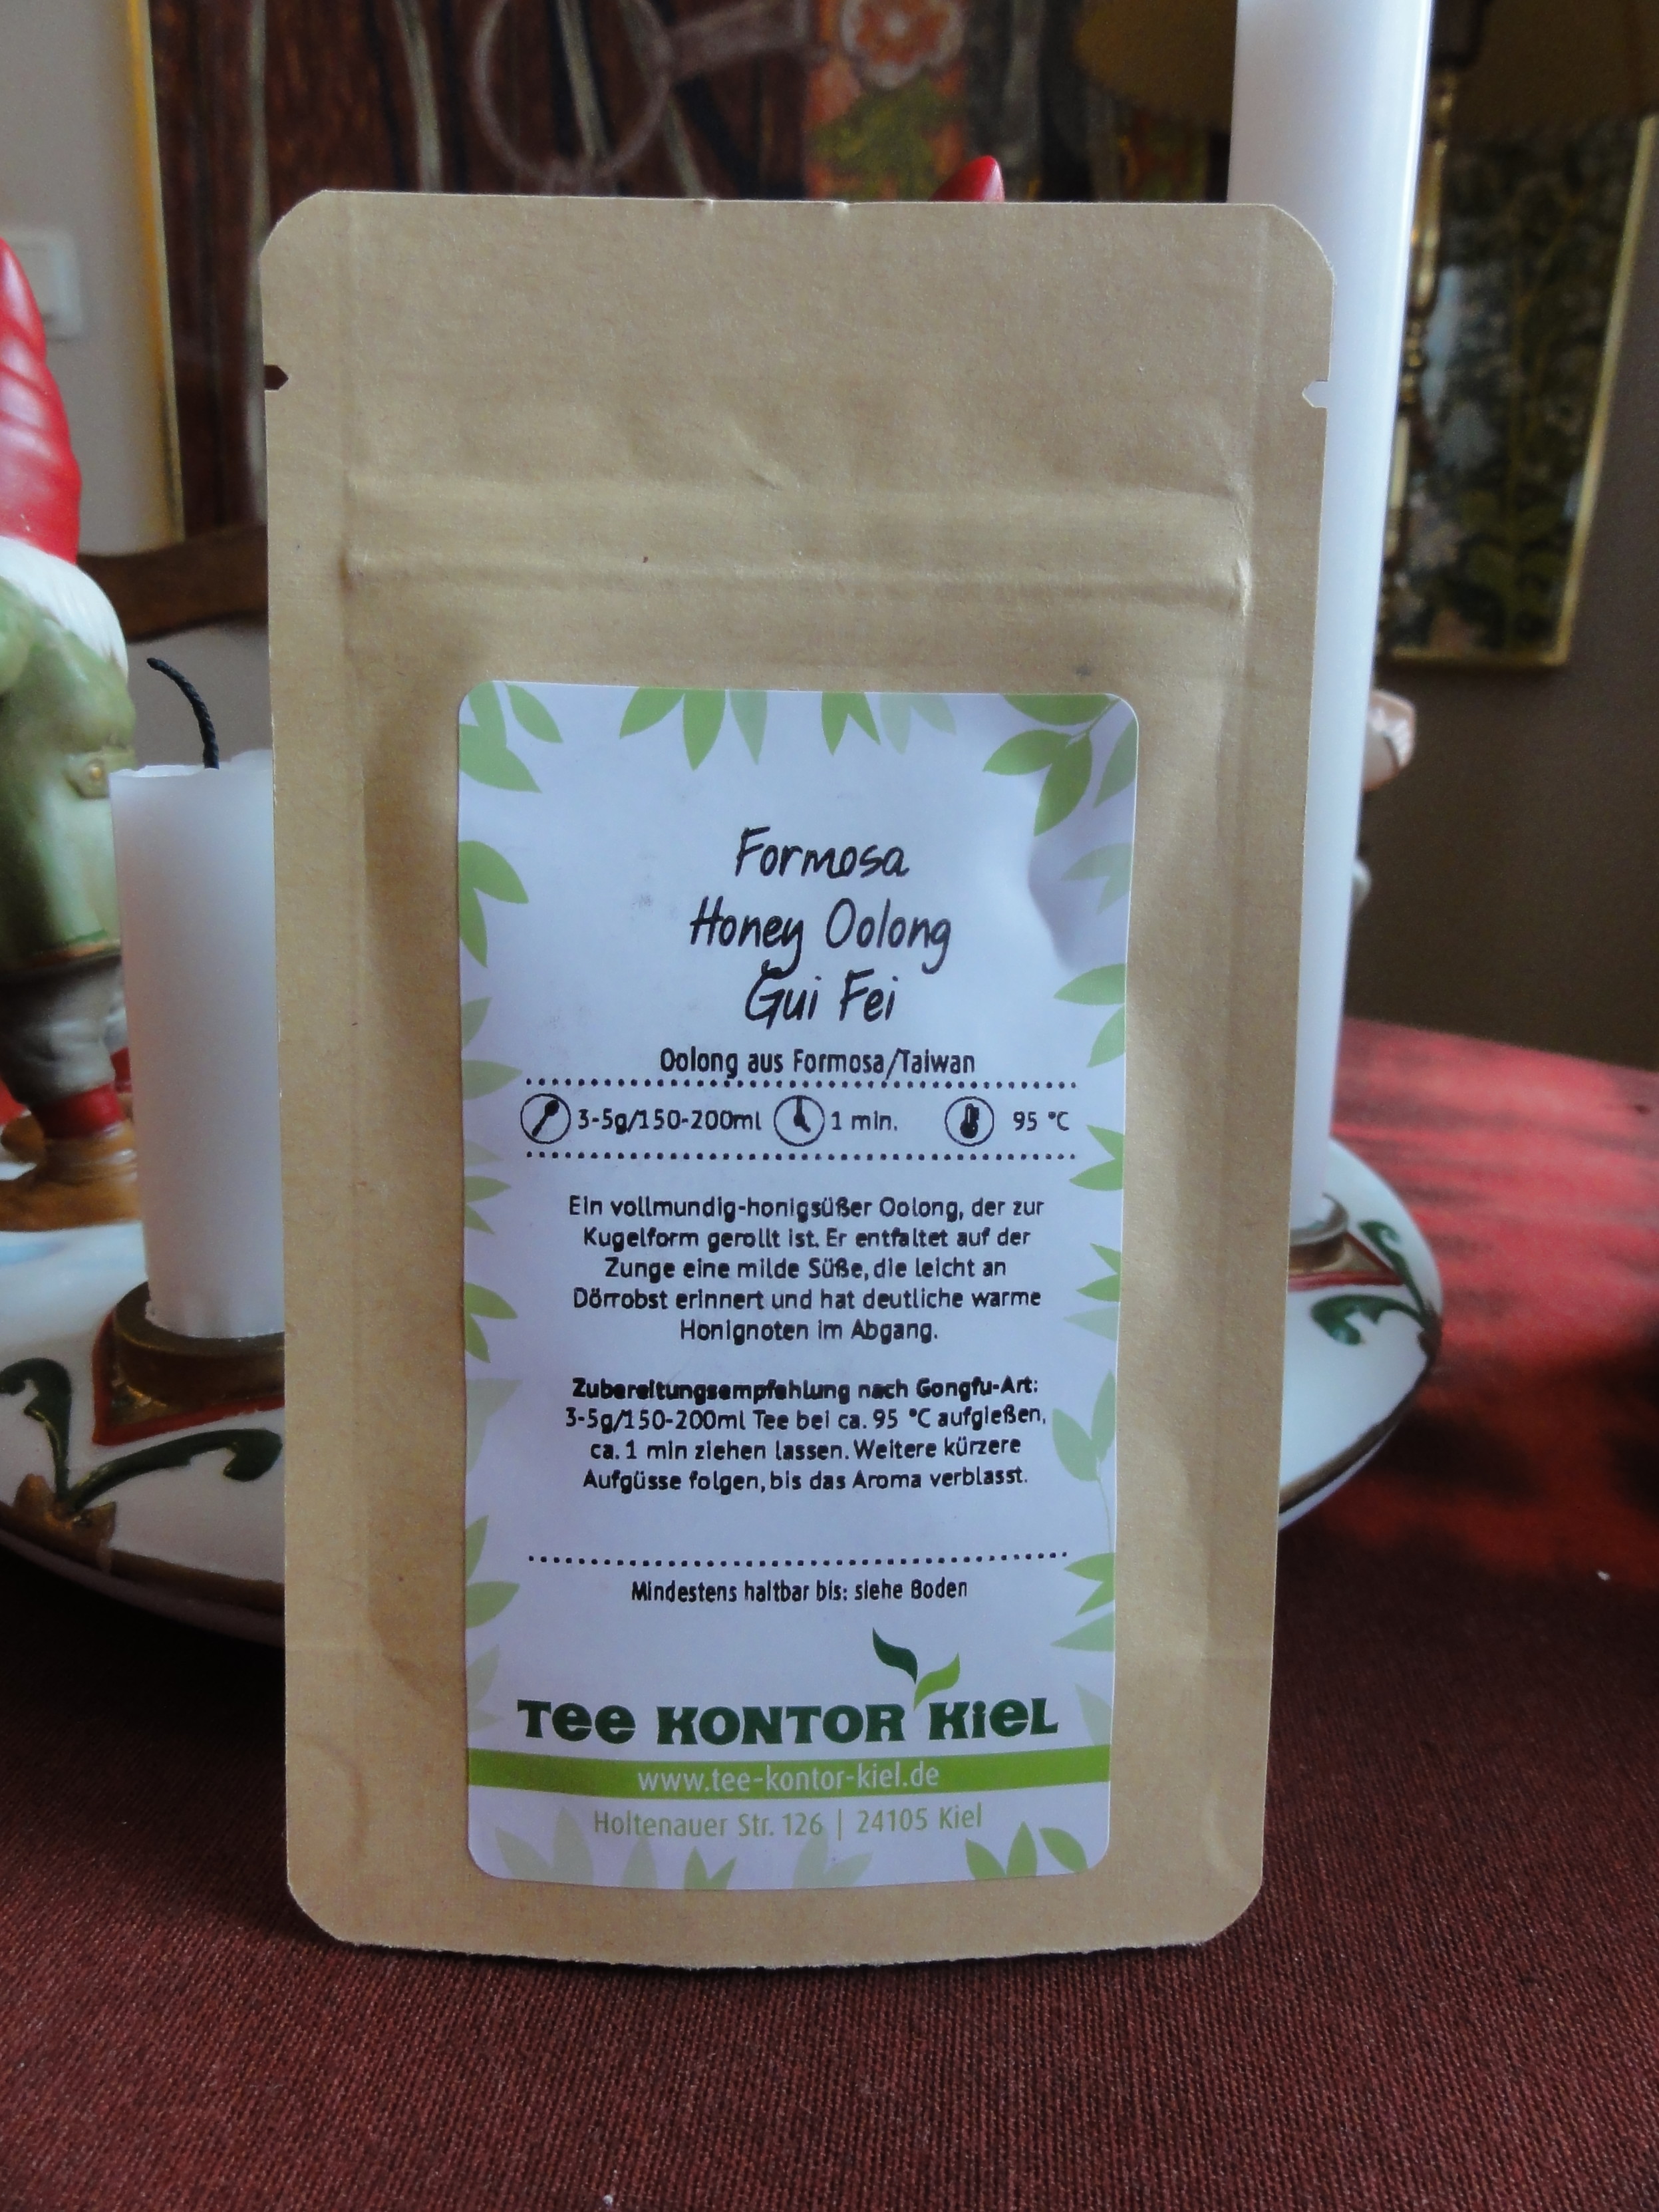 Formosa
Honey Oolong
Gui Fei
Oolong aus Formosa/Taiwan
3-5g/150-200ml 1 min. 95 °C
Ein vollmundig-honigsüßer Oolong, der zur
Kugelform gerollt ist. Er entfaltet auf der
Zunge eine milde Süße, die leicht an
Dörrobst erinnert und hat deutliche warme
Honignoten im Abgang.
Zubereitungsempfehlung nach Gongfu-Art:
3-5g/150-200ml Tee bei ca. 95 °C aufgießen,
ca. 1 min ziehen lassen. Weitere kürzere
Aufgüsse folgen, bis das Aroma verblasst.
Mindestens haltbar bis: siehe Boden
Tee Kontor Kiel
www.tee-kontor-kiel.de
Holtenauer Str. 126 | 24105 Kiel